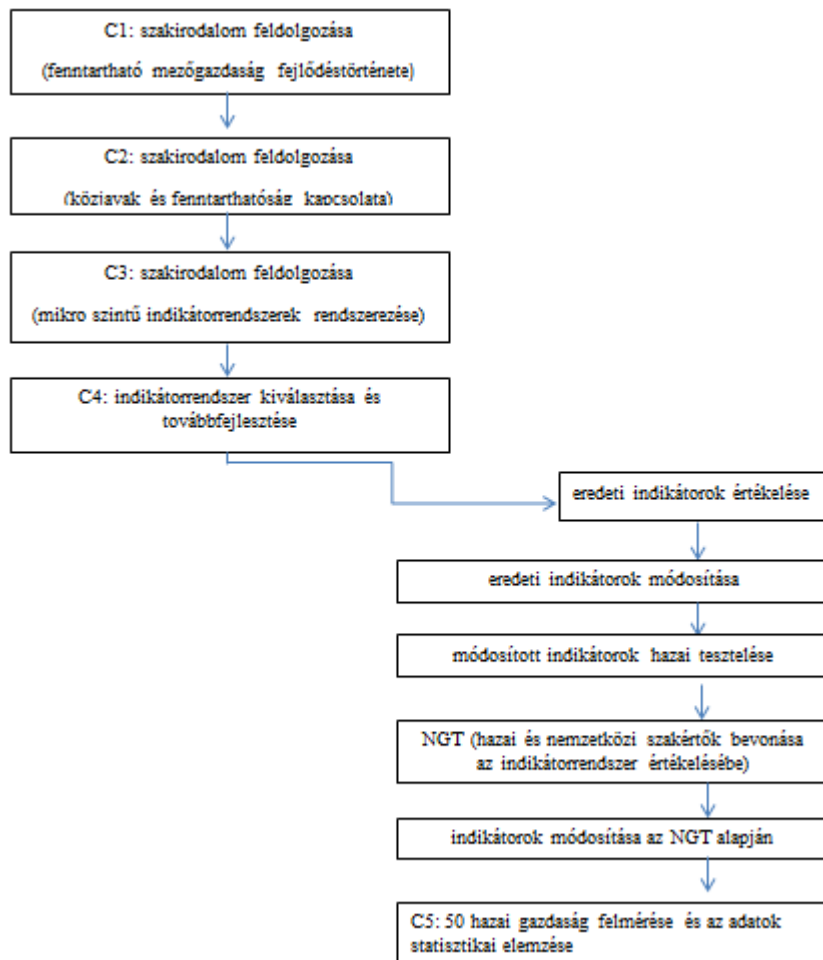 C1: szakirodalom feldolgozása
(fenntartható mezőgazdaság fejlődéstörténete)
C2: szakirodalom feldolgozása
(közjavak és fenntarthatóság kapcsolata)
C3: szakirodalom feldolgozása
(mikro szintű indikátorrendszerek rendszerezése)
C4: indikátorrendszer kiválasztása és
továbbfejlesztése
eredeti indikátorok értékelése
eredeti indikátorok módosítása
módosított indikátorok hazai tesztelése
NGT (hazai és nemzetközi szakértők bevonása
az indikátorrendszer értékelésébe)
indikátorok módosítása az NGT alapján
C5: 50 hazai gazdaság felmérése és az adatok
statisztikai elemzése